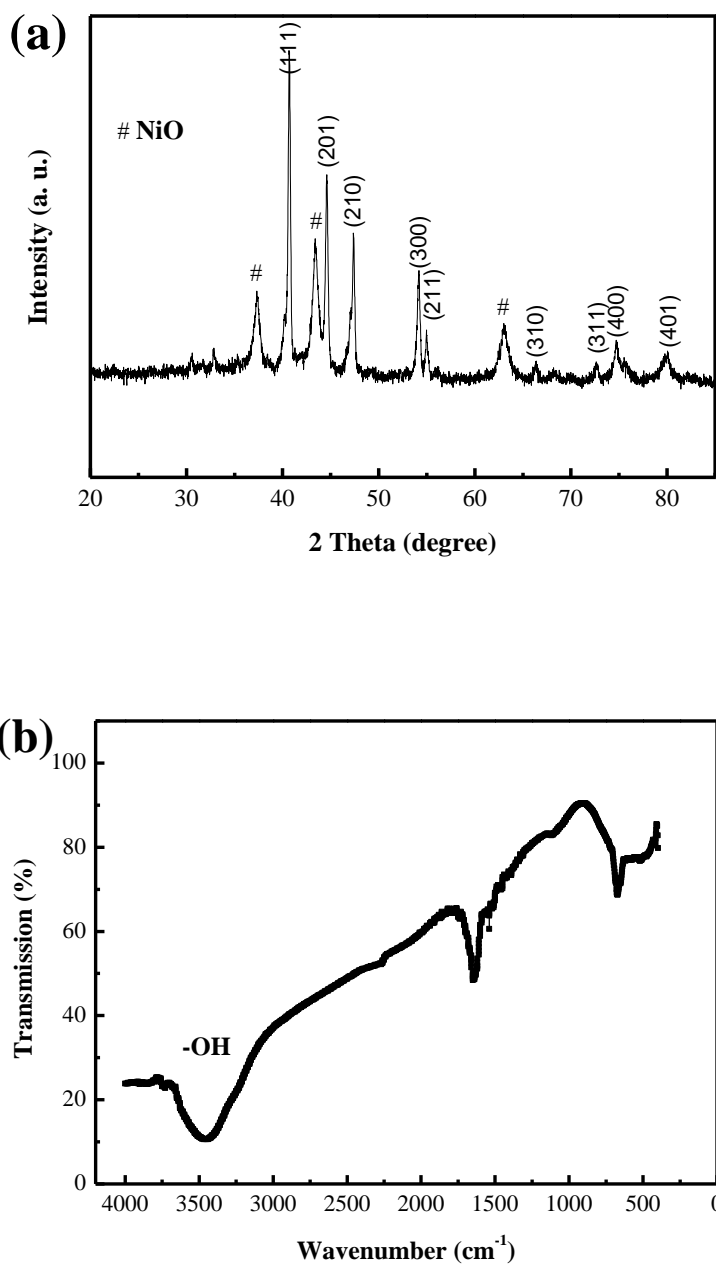 (a)
# NiO
#
(111)
#
(201)
(210)
(300)
(211)
#
(310)
(311)
(400)
(401)
Intensity (a. u.)
20 30 40 50 60 70 80
2 Theta (degree)
(b)
100
80
60
40
20
0
Transmission (%)
-OH
4000 3500 3000 2500 2000 1500 1000 500 0
Wavenumber (cm⁻¹)